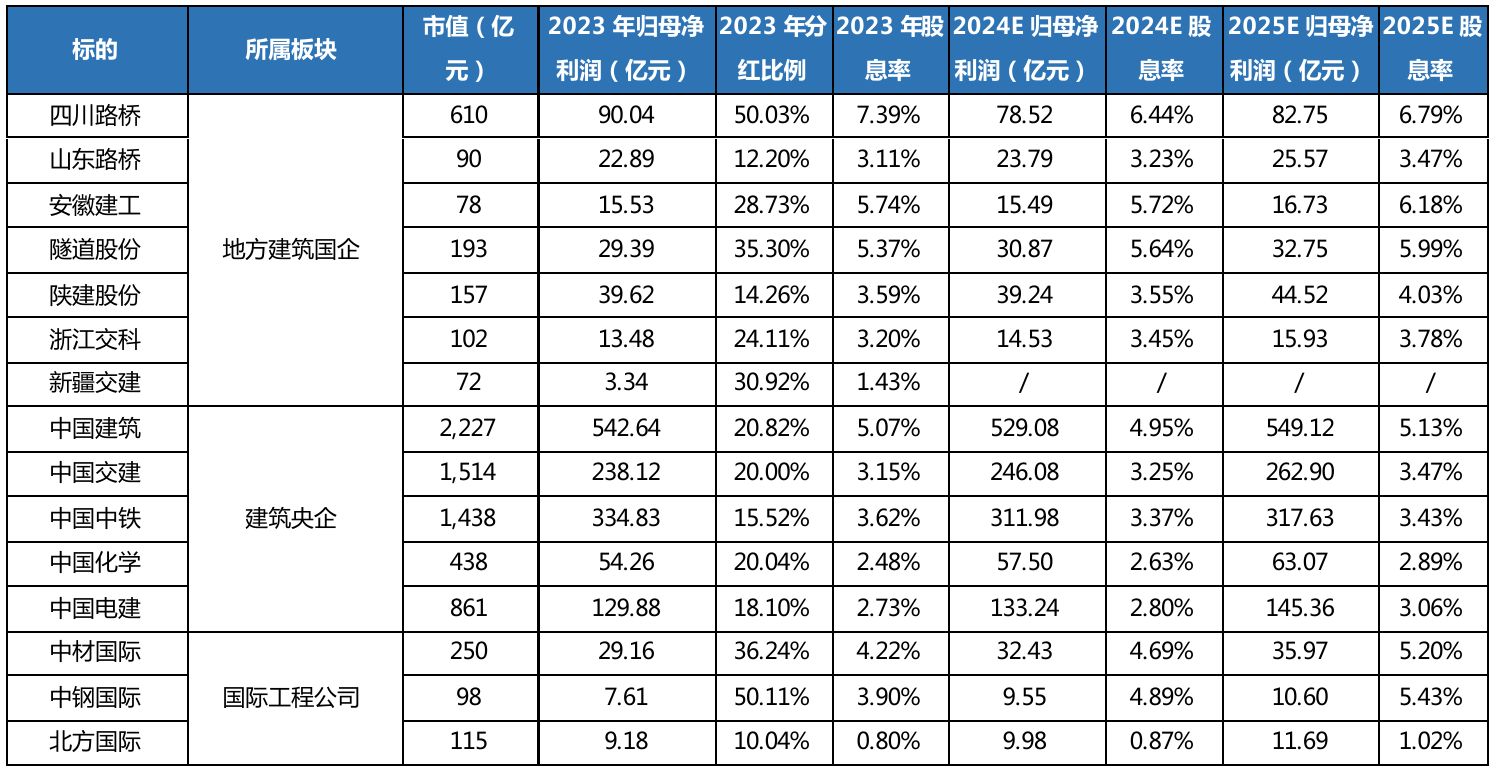 标的 所属板块 市值（亿元） 2023 年归母净利润（亿元） 2023 年分红比例 2023 年股息率 2024E 归母净利润（亿元） 2024E 股息率 2025E 归母净利润（亿元） 2025E 股息率
四川路桥 610 90.04 50.03% 7.39% 78.52 6.44% 82.75 6.79%
山东路桥 90 22.89 12.20% 3.11% 23.79 3.23% 25.57 3.47%
安徽建工 78 15.53 28.73% 5.74% 15.49 5.72% 16.73 6.18%
隧道股份 地方建筑国企 193 29.39 35.30% 5.37% 30.87 5.64% 32.75 5.99%
陕建股份 157 39.62 14.26% 3.59% 39.24 3.55% 44.52 4.03%
浙江交科 102 13.48 24.11% 3.20% 14.53 3.45% 15.93 3.78%
新疆交建 72 3.34 30.92% 1.43% / / / /
中国建筑 2,227 542.64 20.82% 5.07% 529.08 4.95% 549.12 5.13%
中国交建 1,514 238.12 20.00% 3.15% 246.08 3.25% 262.90 3.47%
中国中铁 建筑央企 1,438 334.83 15.52% 3.62% 311.98 3.37% 317.63 3.43%
中国化学 438 54.26 20.04% 2.48% 57.50 2.63% 63.07 2.89%
中国电建 861 129.88 18.10% 2.73% 133.24 2.80% 145.36 3.06%
中材国际 250 29.16 36.24% 4.22% 32.43 4.69% 35.97 5.20%
中钢国际 国际工程公司 98 7.61 50.11% 3.90% 9.55 4.89% 10.60 5.43%
北方国际 115 9.18 10.04% 0.80% 9.98 0.87% 11.69 1.02%